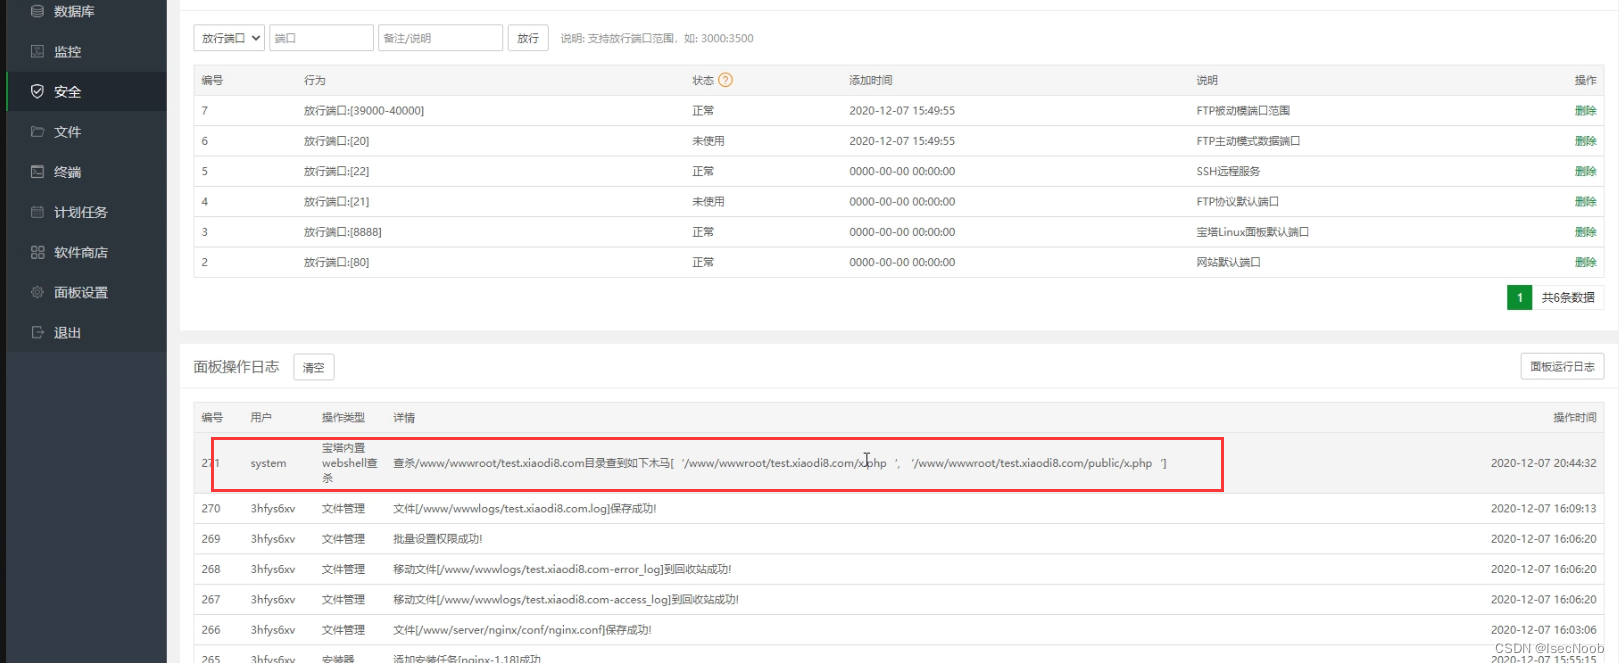 数据库
监控
安全
文件
终端
计划任务
软件商店
面板设置
退出
放行端口 端口 备注/说明 放行 说明: 支持放行端口范围，如: 3000:3500
编号 行为 状态 ? 添加时间 说明 操作
7 放行端口:[39000-40000] 正常 2020-12-07 15:49:55 FTP被动模端口范围 删除
6 放行端口:[20] 未使用 2020-12-07 15:49:55 FTP主动模式数据端口 删除
5 放行端口:[22] 正常 0000-00-00 00:00:00 SSH远程服务 删除
4 放行端口:[21] 未使用 0000-00-00 00:00:00 FTP协议默认端口 删除
3 放行端口:[8888] 正常 0000-00-00 00:00:00 宝塔Linux面板默认端口 删除
2 放行端口:[80] 正常 0000-00-00 00:00:00 网站默认端口 删除
1 共6条数据
面板操作日志 清空 面板运行日志
编号 用户 操作类型 详情 操作时间
宝塔内置
271 system webshell查 查杀/www/wwwroot/test.xiaodi8.com目录查到如下木马[ '/www/wwwroot/test.xiaodi8.com/x.php ', '/www/wwwroot/test.xiaodi8.com/public/x.php '] 2020-12-07 20:44:32
杀
270 3hfys6xv 文件管理 文件[/www/wwwlogs/test.xiaodi8.com.log]保存成功! 2020-12-07 16:09:13
269 3hfys6xv 文件管理 批量设置权限成功! 2020-12-07 16:06:20
268 3hfys6xv 文件管理 移动文件[/www/wwwlogs/test.xiaodi8.com-error_log]到回收站成功! 2020-12-07 16:06:20
267 3hfys6xv 文件管理 移动文件[/www/wwwlogs/test.xiaodi8.com-access_log]到回收站成功! 2020-12-07 16:06:20
266 3hfys6xv 文件管理 文件[/www/server/nginx/conf/nginx.conf]保存成功! 2020-12-07 16:03:06
265 3hfys6xv 安装器 添加安装任务[nginx-1.18]成功 2020-12-07 15:55:15
CSDN @IsecNoob